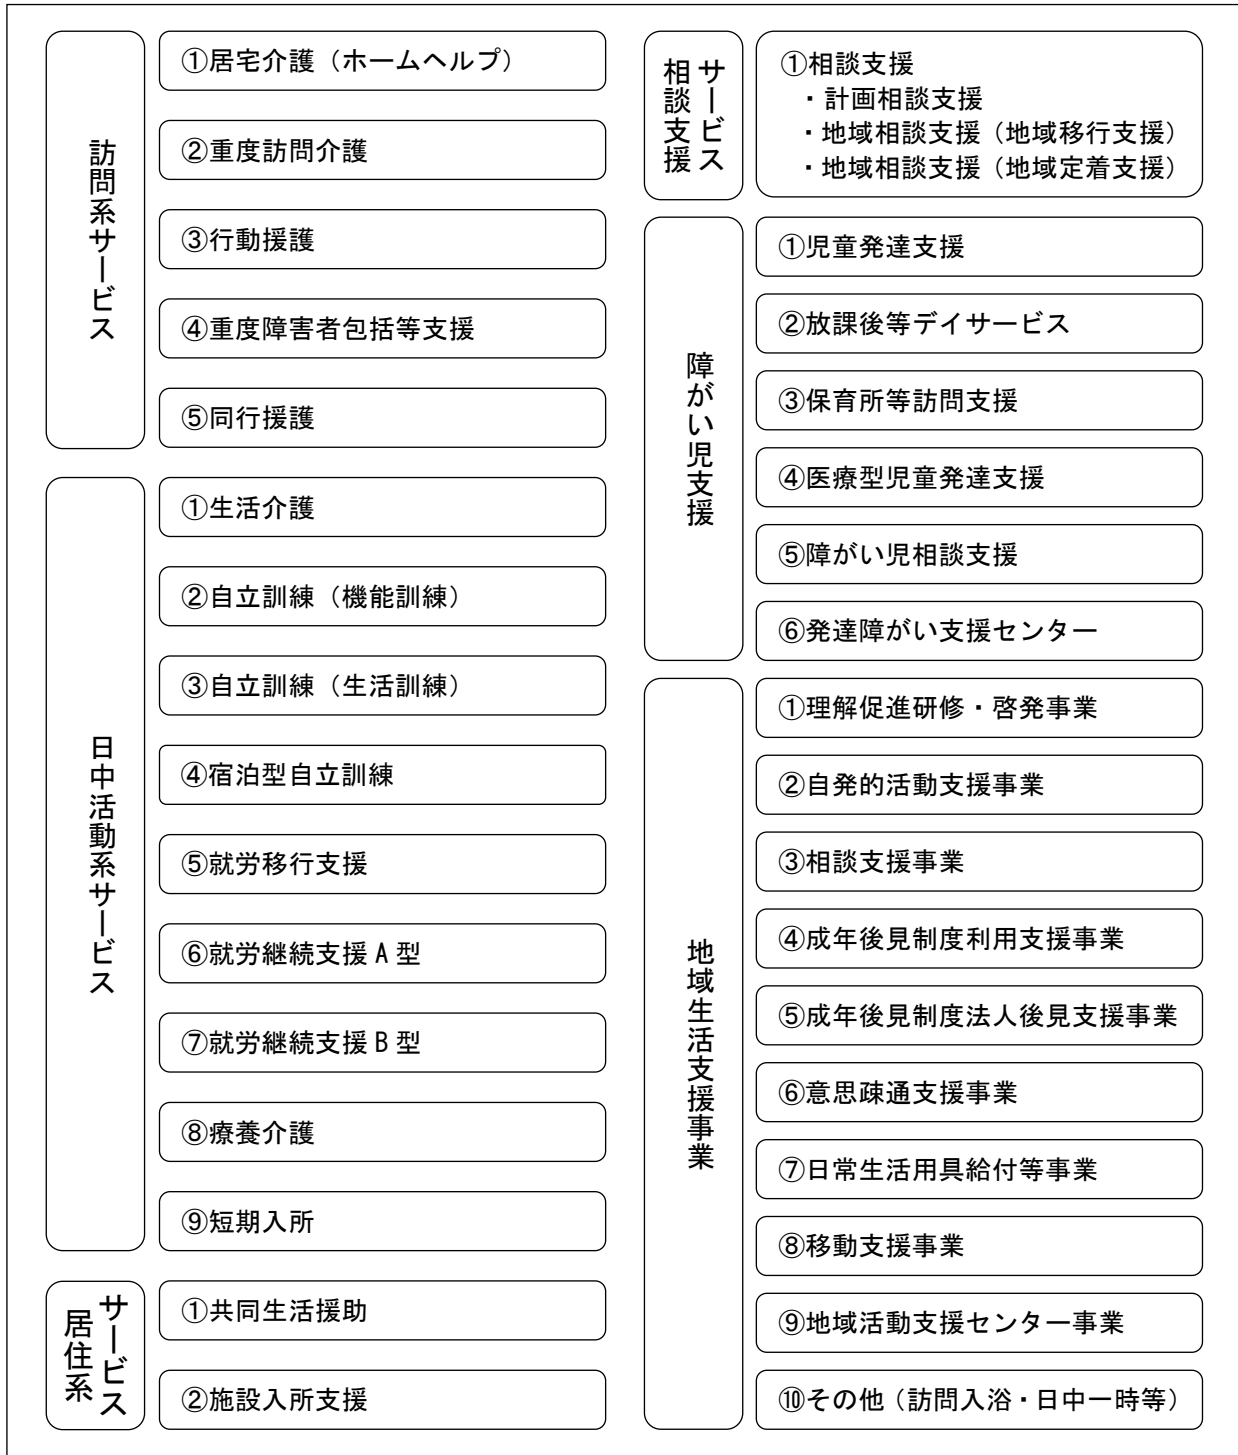 訪問系サービス
①居宅介護（ホームヘルプ）
②重度訪問介護
③行動援護
④重度障害者包括等支援
⑤同行援護
日中活動系サービス
①生活介護
②自立訓練（機能訓練）
③自立訓練（生活訓練）
④宿泊型自立訓練
⑤就労移行支援
⑥就労継続支援A型
⑦就労継続支援B型
⑧療養介護
⑨短期入所
居住系
サービス
①共同生活援助
②施設入所支援
相談支援
サービス
①相談支援
・計画相談支援
・地域相談支援（地域移行支援）
・地域相談支援（地域定着支援）
障がい児支援
①児童発達支援
②放課後等デイサービス
③保育所等訪問支援
④医療型児童発達支援
⑤障がい児相談支援
⑥発達障がい支援センター
地域生活支援事業
①理解促進研修・啓発事業
②自発的活動支援事業
③相談支援事業
④成年後見制度利用支援事業
⑤成年後見制度法人後見支援事業
⑥意思疎通支援事業
⑦日常生活用具給付等事業
⑧移動支援事業
⑨地域活動支援センター事業
⑩その他（訪問入浴・日中一時等）